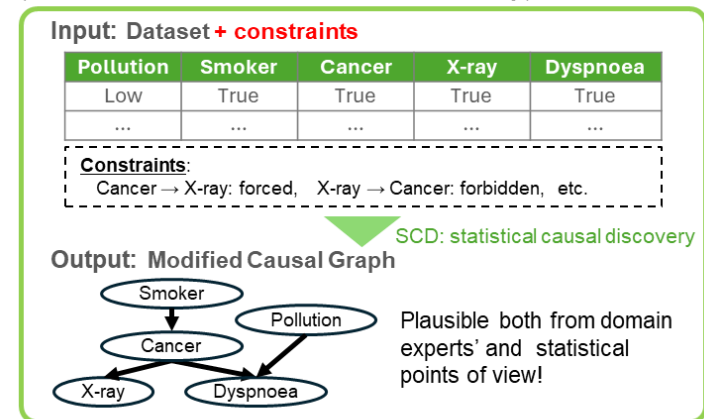 Input: Dataset + constraints
Pollution Smoker Cancer X-ray Dyspnoea
Low True True True True
... ... ... ... ...
Constraints:
Cancer → X-ray: forced, X-ray → Cancer: forbidden, etc.
SCD: statistical causal discovery
Output: Modified Causal Graph
Smoker
Pollution
Cancer
X-ray
Dyspnoea
Plausible both from domain
experts' and statistical
points of view!